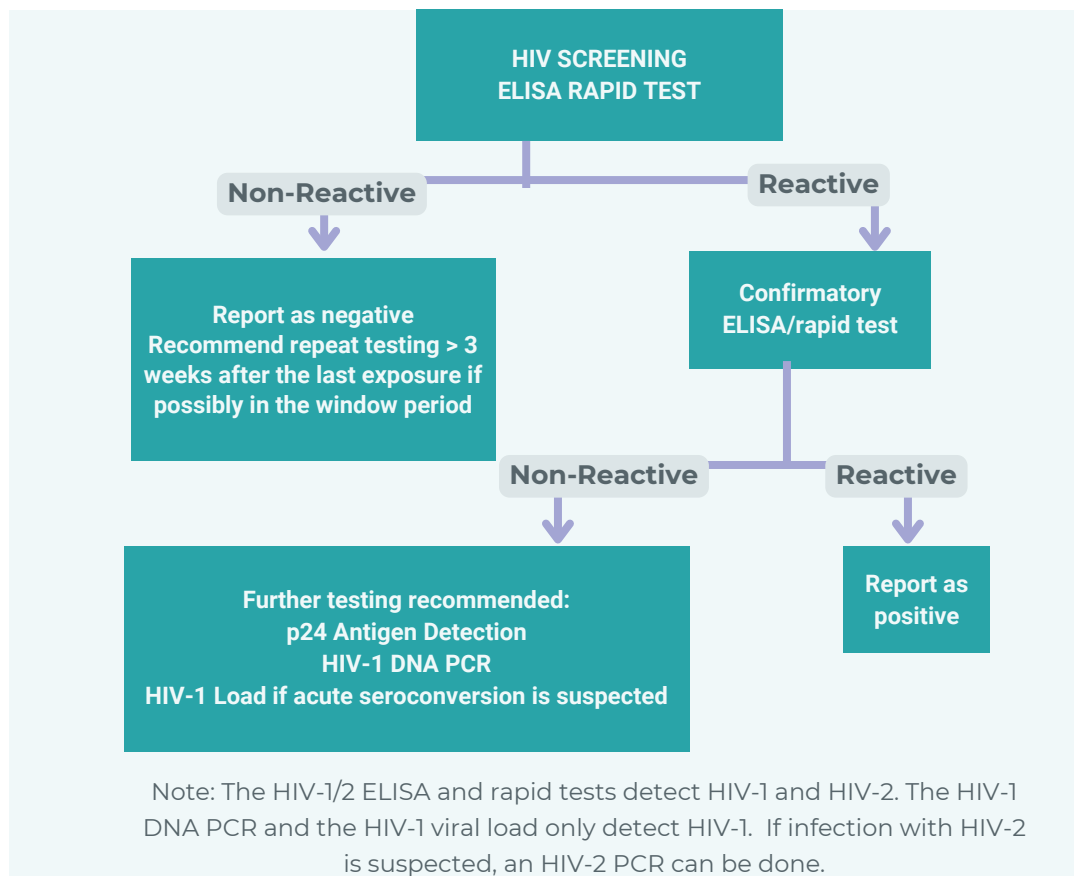 HIV SCREENING
ELISA RAPID TEST
Non-Reactive
Reactive
Report as negative
Recommend repeat testing > 3
weeks after the last exposure if
possibly in the window period
Confirmatory
ELISA/rapid test
Non-Reactive
Reactive
Further testing recommended:
p24 Antigen Detection
HIV-1 DNA PCR
HIV-1 Load if acute seroconversion is suspected
Report as
positive
Note: The HIV-1/2 ELISA and rapid tests detect HIV-1 and HIV-2. The HIV-1
DNA PCR and the HIV-1 viral load only detect HIV-1. If infection with HIV-2
is suspected, an HIV-2 PCR can be done.